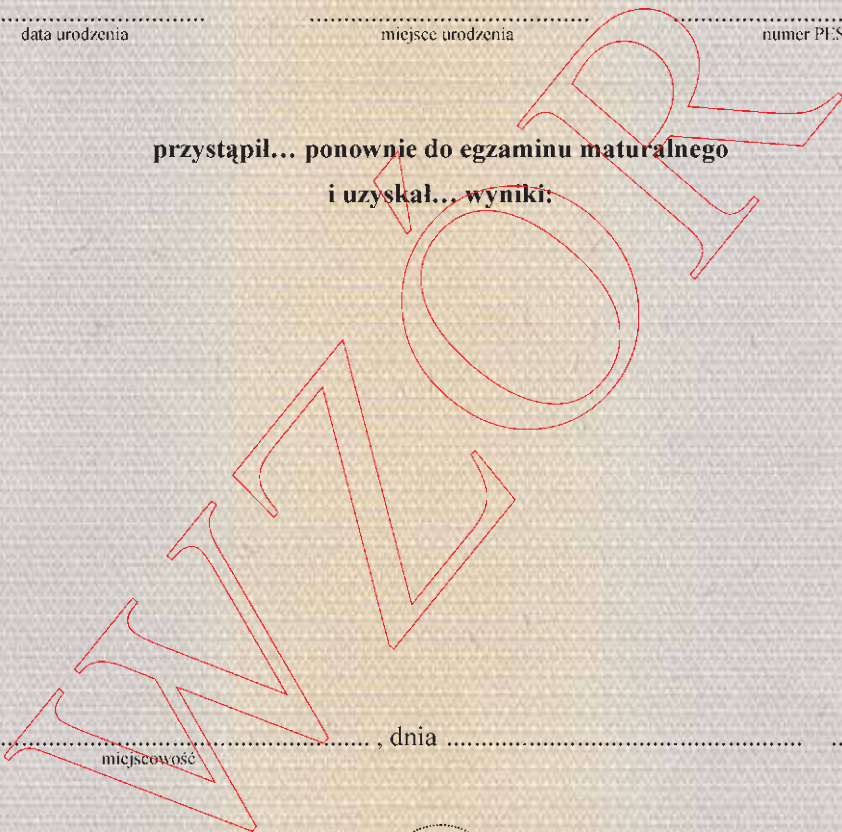 data urodzenia miejsce urodzenia numer PES
przystąpił... ponownie do egzaminu maturalnego
i uzyskał... wyniki:
WZÓR
, dnia
miejscowość